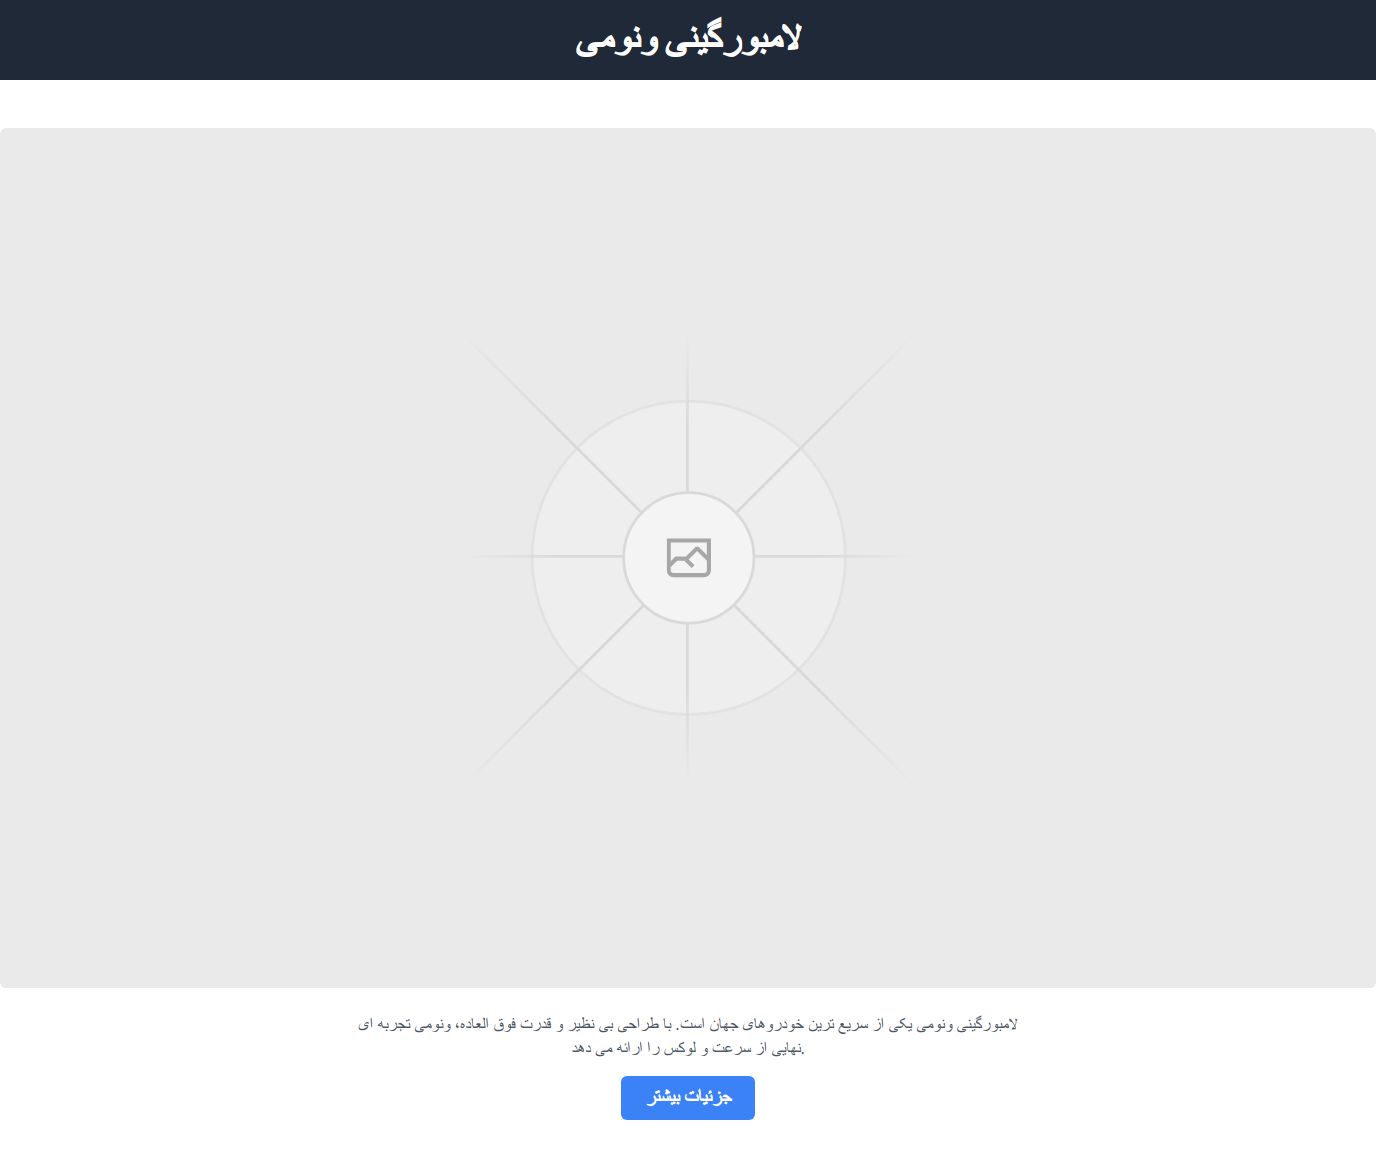 لامبورگینی ونومی
لامبورگینی ونومی یکی از سریع ترین خودروهای جهان است. با طراحی بی نظیر و قدرت فوق العاده، ونومی تجربه ای
نهایی از سرعت و لوکس را ارائه می دهد.
جزئیات بیشتر